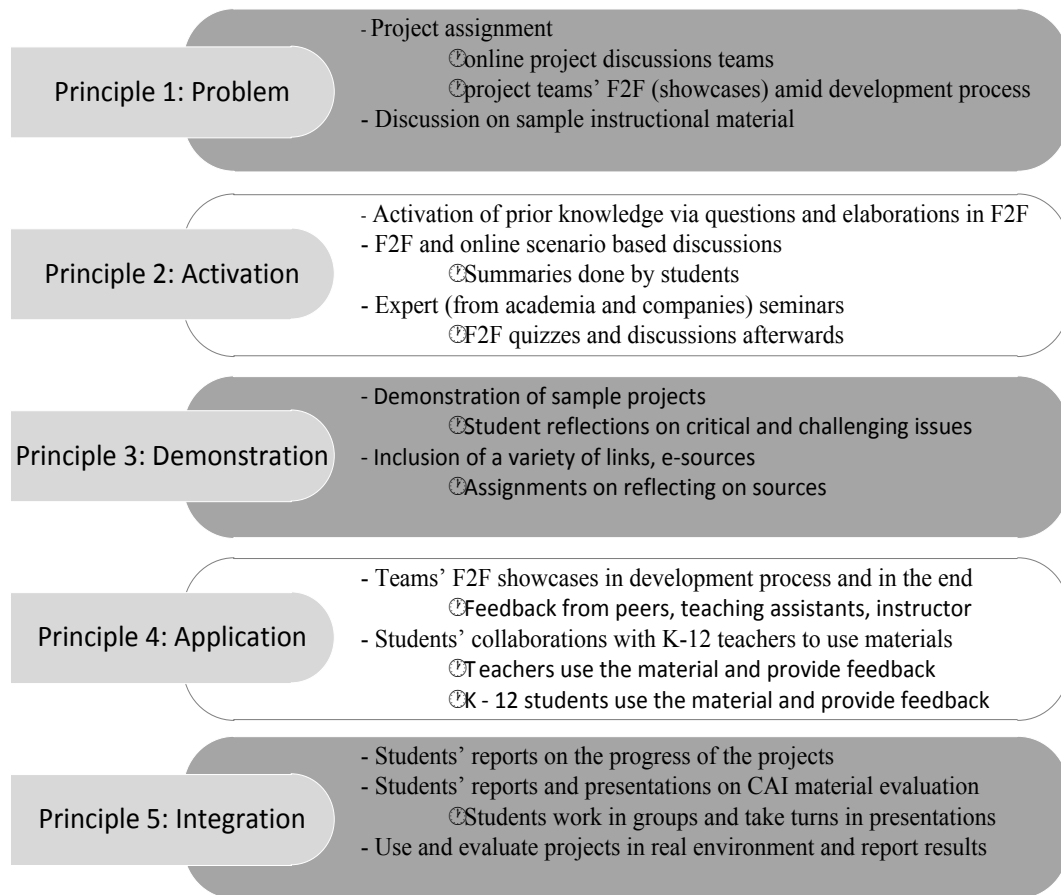 Principle 1: Problem
- Project assignment
🕐online project discussions teams
🕐project teams’ F2F (showcases) amid development process
- Discussion on sample instructional material
Principle 2: Activation
- Activation of prior knowledge via questions and elaborations in F2F
- F2F and online scenario based discussions
🕐Summaries done by students
- Expert (from academia and companies) seminars
🕐F2F quizzes and discussions afterwards
Principle 3: Demonstration
- Demonstration of sample projects
🕐Student reflections on critical and challenging issues
- Inclusion of a variety of links, e-sources
🕐Assignments on reflecting on sources
Principle 4: Application
- Teams’ F2F showcases in development process and in the end
🕐Feedback from peers, teaching assistants, instructor
- Students’ collaborations with K-12 teachers to use materials
🕐Teachers use the material and provide feedback
🕐K - 12 students use the material and provide feedback
Principle 5: Integration
- Students’ reports on the progress of the projects
- Students’ reports and presentations on CAI material evaluation
🕐Students work in groups and take turns in presentations
- Use and evaluate projects in real environment and report results